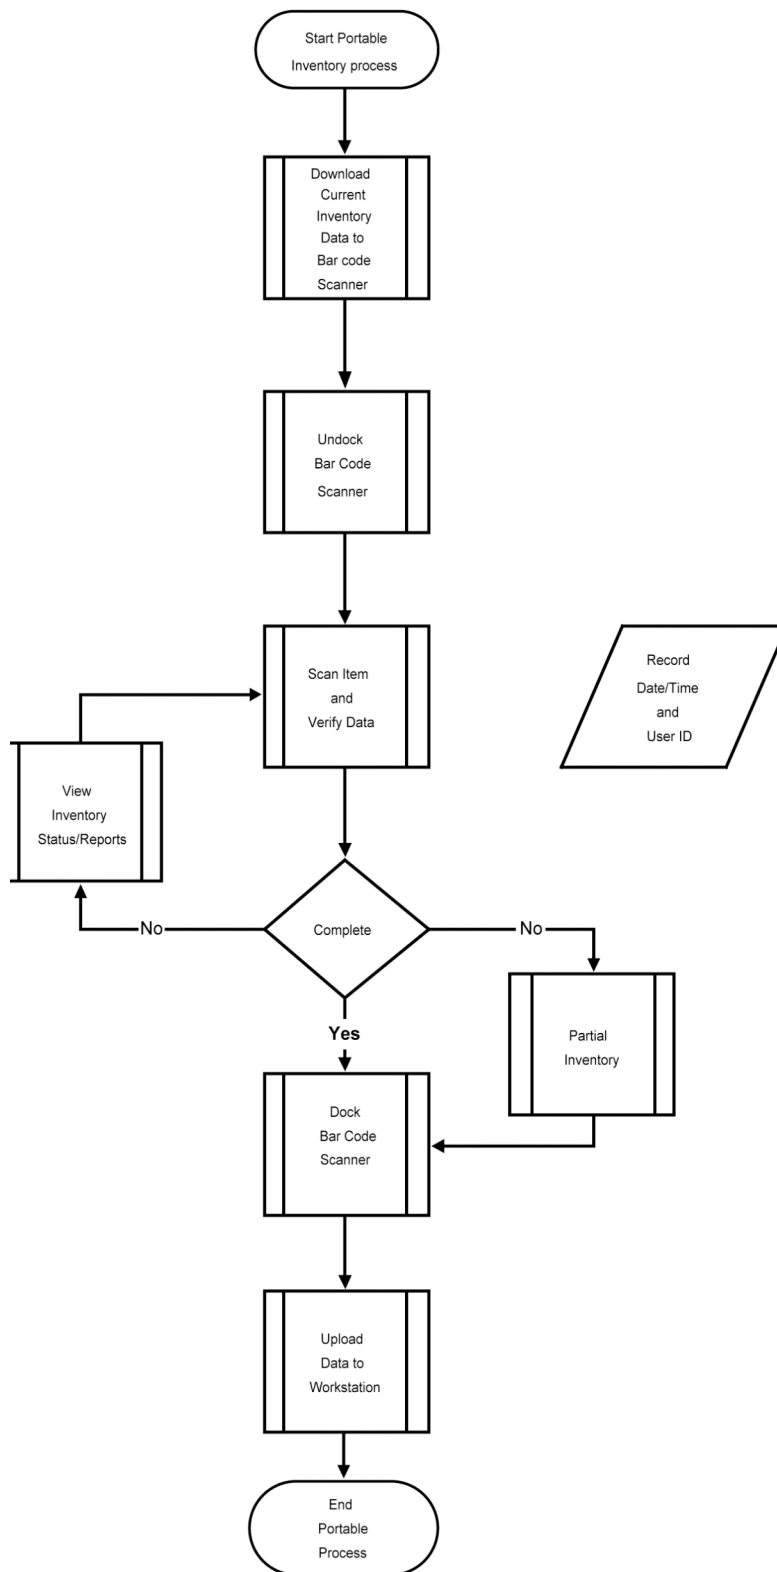 Start Portable
Inventory process
Download
Current
Inventory
Data to
Bar code
Scanner
Undock
Bar Code
Scanner
Scan Item
and
Verify Data
Record
Date/Time
and
User ID
View
Inventory
Status/Reports
No
Complete
No
Yes
Partial
Inventory
Dock
Bar Code
Scanner
Upload
Data to
Workstation
End
Portable
Process